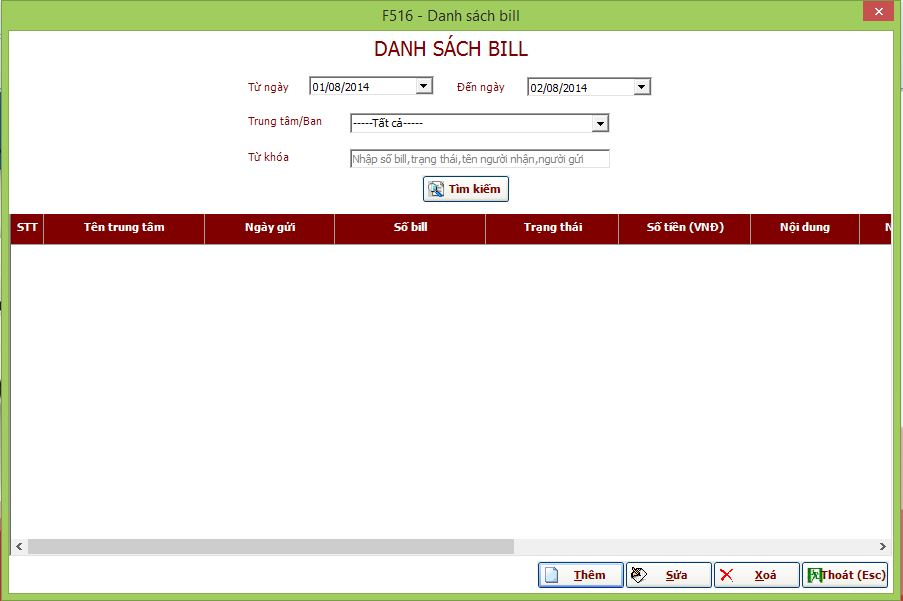 F516 - Danh sách bill
DANH SÁCH BILL
Từ ngày 01/08/2014 Đến ngày 02/08/2014
Trung tâm/Ban -----Tất cả-----
Từ khóa Nhập số bill,trạng thái,tên người nhận,người gửi
Tìm kiếm
STT Tên trung tâm Ngày gửi Số bill Trạng thái Số tiền (VNĐ) Nội dung
Thêm Sửa Xoá Thoát (Esc)